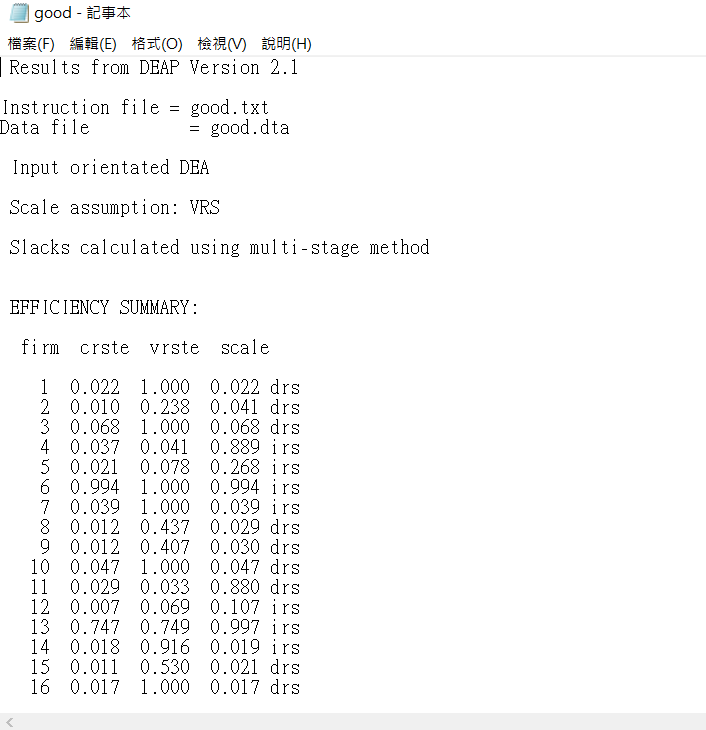 good - 記事本
檔案(F) 編輯(E) 格式(O) 檢視(V) 說明(H)
Results from DEAP Version 2.1
Instruction file = good.txt
Data file          = good.dta
Input orientated DEA
Scale assumption: VRS
Slacks calculated using multi-stage method
EFFICIENCY SUMMARY:
firm  crste  vrste  scale
1  0.022  1.000  0.022 drs
2  0.010  0.238  0.041 drs
3  0.068  1.000  0.068 drs
4  0.037  0.041  0.889 irs
5  0.021  0.078  0.268 irs
6  0.994  1.000  0.994 irs
7  0.039  1.000  0.039 irs
8  0.012  0.437  0.029 drs
9  0.012  0.407  0.030 drs
10  0.047  1.000  0.047 drs
11  0.029  0.033  0.880 drs
12  0.007  0.069  0.107 irs
13  0.747  0.749  0.997 irs
14  0.018  0.916  0.019 irs
15  0.011  0.530  0.021 drs
16  0.017  1.000  0.017 drs